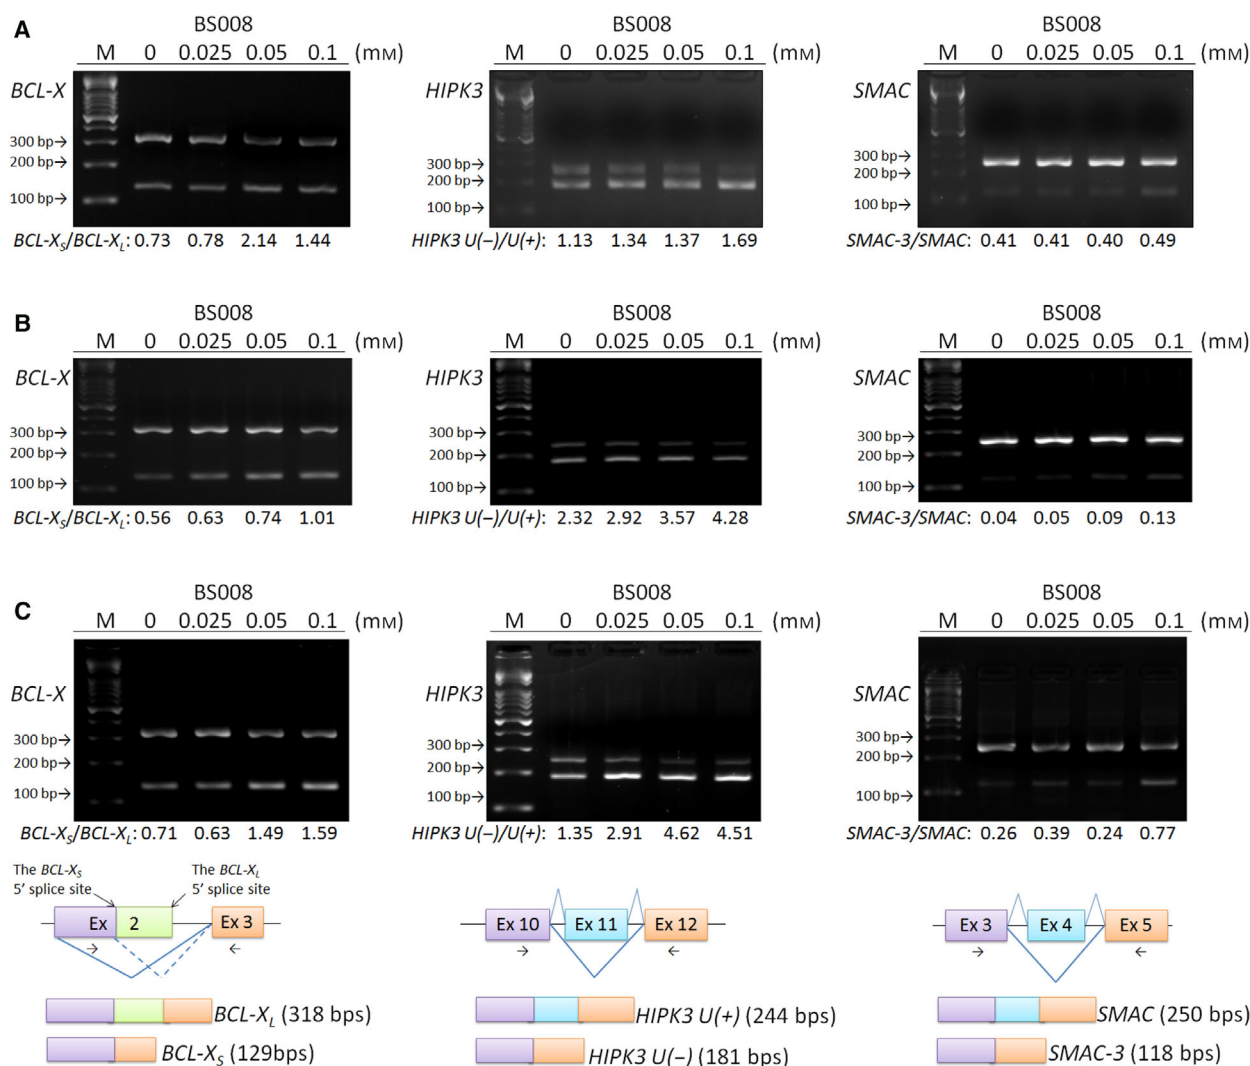 A
BS008
M 0 0.025 0.05 0.1 (mM)
BCL-X
300 bp→
200 bp→
100 bp→
BCL-XS/BCL-XL: 0.73 0.78 2.14 1.44
BS008
M 0 0.025 0.05 0.1 (mM)
HIPK3
300 bp→
200 bp→
100 bp→
HIPK3 U(−)/U(+): 1.13 1.34 1.37 1.69
BS008
M 0 0.025 0.05 0.1 (mM)
SMAC
300 bp→
200 bp→
100 bp→
SMAC-3/SMAC: 0.41 0.41 0.40 0.49
B
BS008
M 0 0.025 0.05 0.1 (mM)
BCL-X
300 bp→
200 bp→
100 bp→
BCL-XS/BCL-XL: 0.56 0.63 0.74 1.01
BS008
M 0 0.025 0.05 0.1 (mM)
HIPK3
300 bp→
200 bp→
100 bp→
HIPK3 U(−)/U(+): 2.32 2.92 3.57 4.28
BS008
M 0 0.025 0.05 0.1 (mM)
SMAC
300 bp→
200 bp→
100 bp→
SMAC-3/SMAC: 0.04 0.05 0.09 0.13
C
BS008
M 0 0.025 0.05 0.1 (mM)
BCL-X
300 bp→
200 bp→
100 bp→
BCL-XS/BCL-XL: 0.71 0.63 1.49 1.59
BS008
M 0 0.025 0.05 0.1 (mM)
HIPK3
300 bp→
200 bp→
100 bp→
HIPK3 U(−)/U(+): 1.35 2.91 4.62 4.51
BS008
M 0 0.025 0.05 0.1 (mM)
SMAC
300 bp→
200 bp→
100 bp→
SMAC-3/SMAC: 0.26 0.39 0.24 0.77
The BCL-XS
5′ splice site
The BCL-XL
5′ splice site
Ex 2 Ex 3
BCL-XL (318 bps)
BCL-XS (129bps)
Ex 10 Ex 11 Ex 12
HIPK3 U(+) (244 bps)
HIPK3 U(−) (181 bps)
Ex 3 Ex 4 Ex 5
SMAC (250 bps)
SMAC-3 (118 bps)